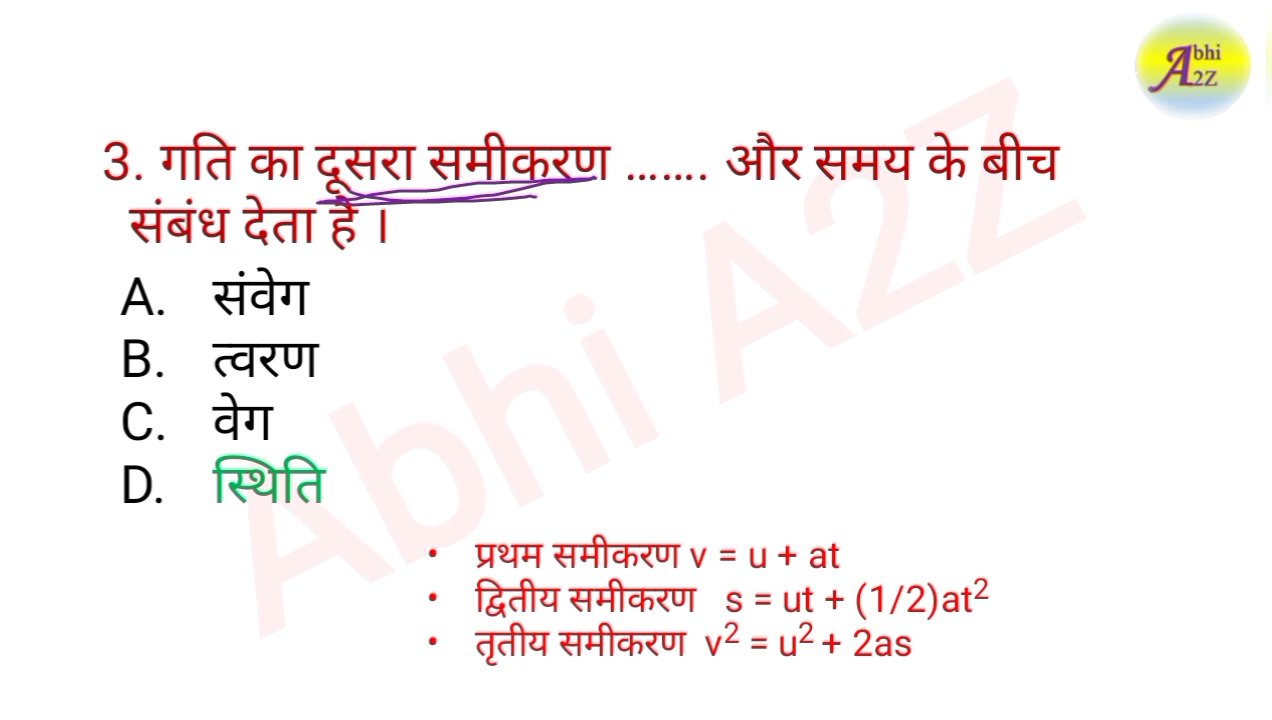 Abhi
A2Z
3. गति का दूसरा समीकरण ....... और समय के बीच
संबंध देता है ।
A. संवेग
B. त्वरण
C. वेग
D. स्थिति
• प्रथम समीकरण v = u + at
• द्वितीय समीकरण s = ut + (1/2)at²
• तृतीय समीकरण v² = u² + 2as
Abhi A2Z